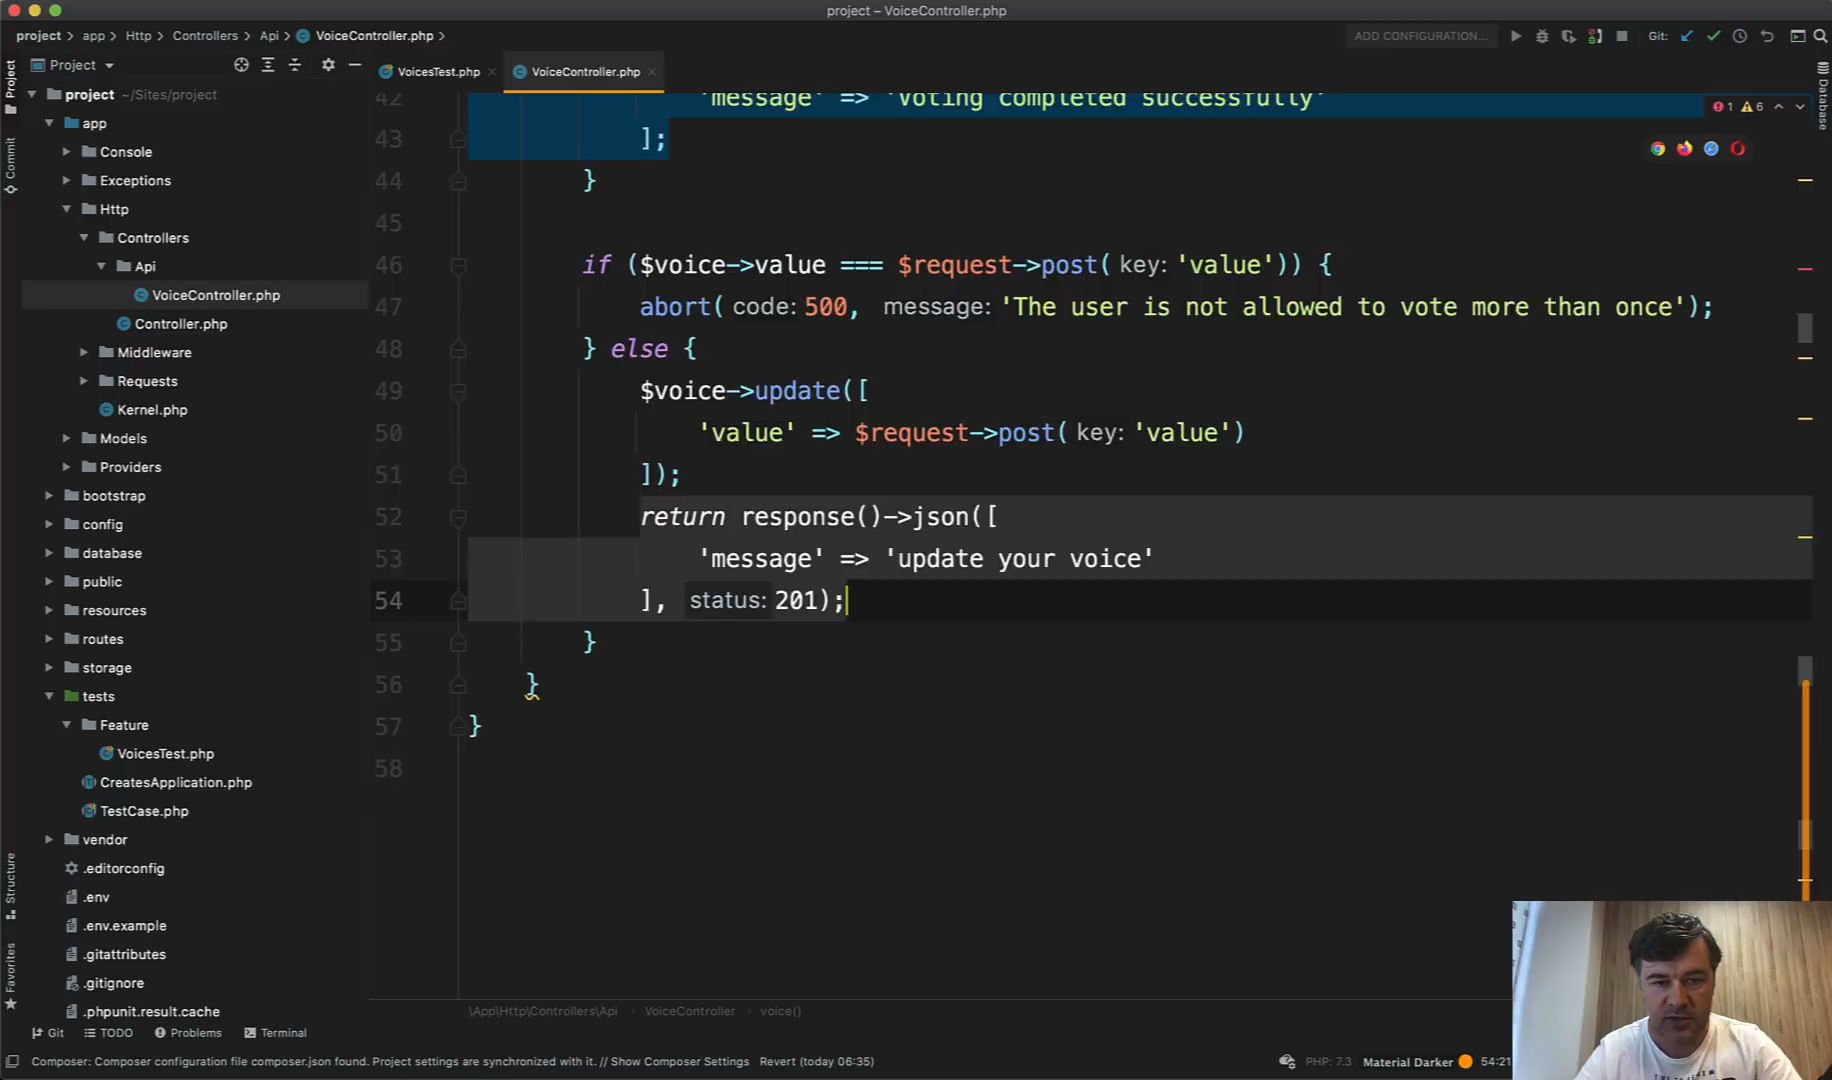 project – VoiceController.php
project > app > Http > Controllers > Api > VoiceController.php >
ADD CONFIGURATION...
Git:
Project
VoicesTest.php
VoiceController.php
Project
Commit
Structure
Favorites
Database
project ~/Sites/project
app
Console
Exceptions
Http
Controllers
Api
VoiceController.php
Controller.php
Middleware
Requests
Kernel.php
Models
Providers
bootstrap
config
database
public
resources
routes
storage
tests
Feature
VoicesTest.php
CreatesApplication.php
TestCase.php
vendor
.editorconfig
.env
.env.example
.gitattributes
.gitignore
.phpunit.result.cache
1 6
42 'message' => 'Voting completed successfully'
43 ];
44 }
45
46 if ($voice->value === $request->post( key: 'value')) {
47 abort( code: 500, message: 'The user is not allowed to vote more than once');
48 } else {
49 $voice->update([
50 'value' => $request->post( key: 'value')
51 ]);
52 return response()->json([
53 'message' => 'update your voice'
54 ], status: 201);
55 }
56 }
57 }
58
\App\Http\Controllers\Api > VoiceController > voice()
Git
TODO
Problems
Terminal
Composer: Composer configuration file composer.json found. Project settings are synchronized with it. // Show Composer Settings Revert (today 06:35)
PHP: 7.3
Material Darker
54:21